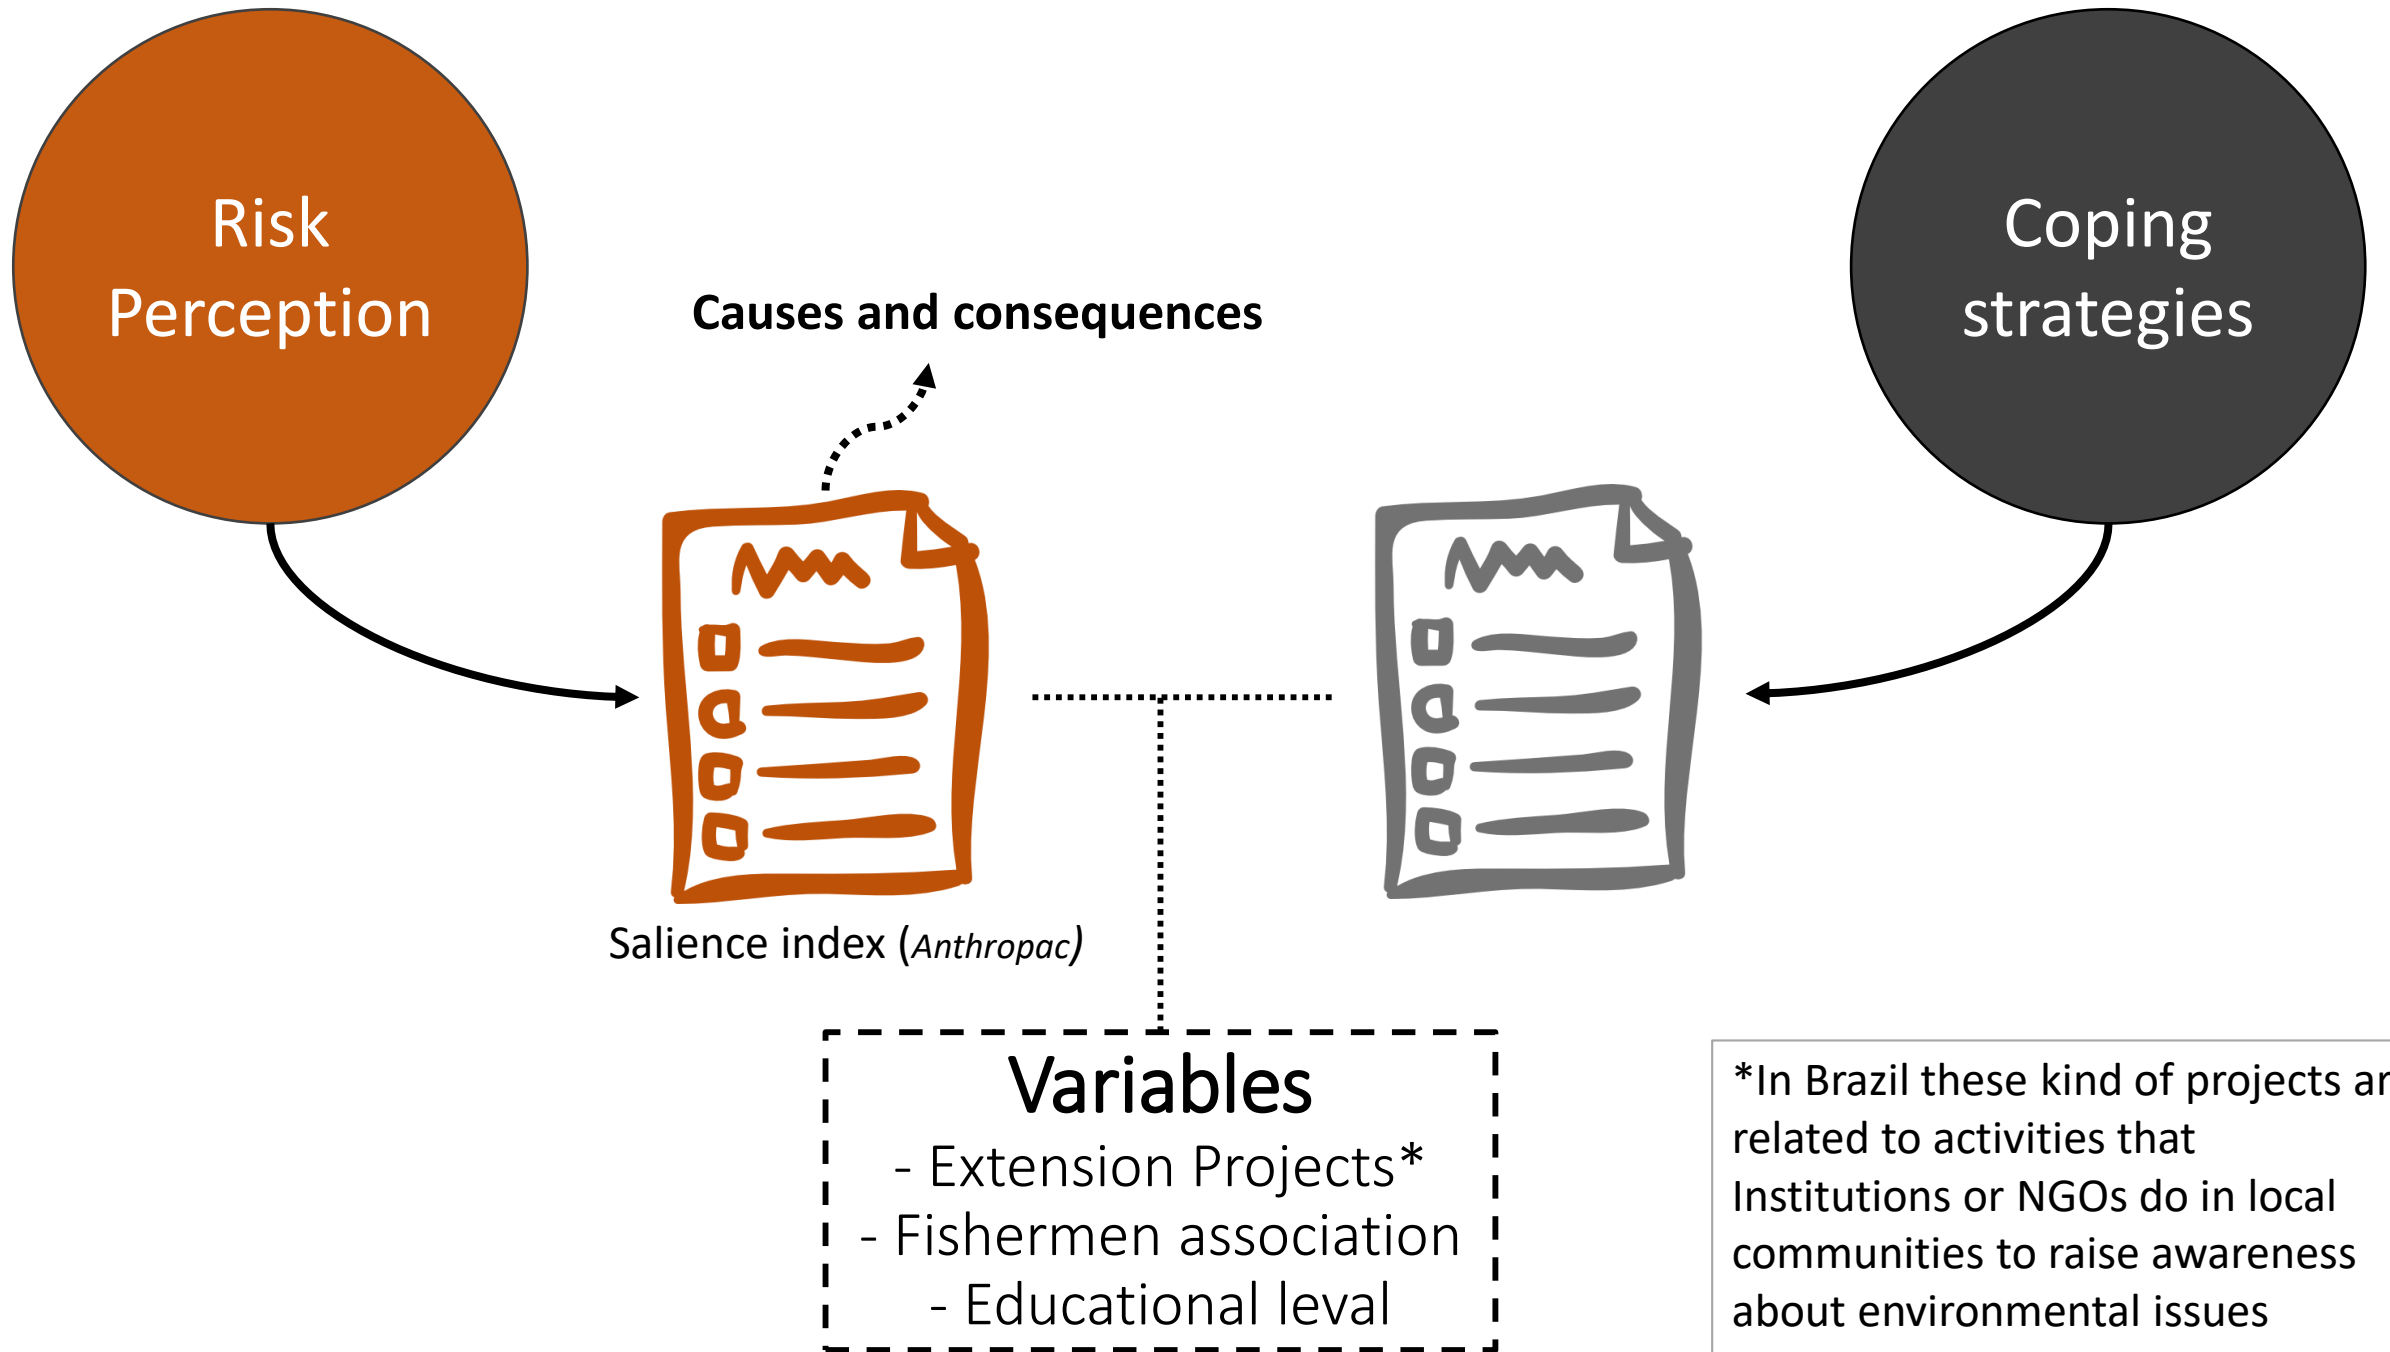 Risk
Perception
Coping
strategies
Causes and consequences
Salience index (Anthropac)
Variables
- Extension Projects*
- Fishermen association
- Educational leval
*In Brazil these kind of projects ar
related to activities that
Institutions or NGOs do in local
communities to raise awareness
about environmental issues